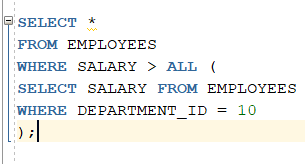 SELECT *
FROM EMPLOYEES
WHERE SALARY > ALL (
SELECT SALARY FROM EMPLOYEES
WHERE DEPARTMENT_ID = 10
);